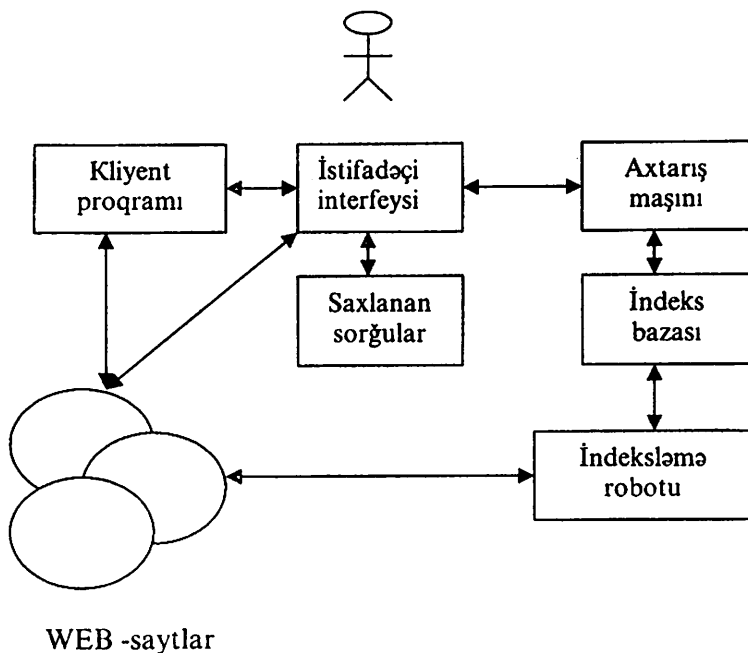 Kliyent
proqramı
İstifadəçi
interfeysi
Axtarış
maşını
Saxlanan
sorğular
İndeks
bazası
İndeksləmə
robotu
WEB -saytlar